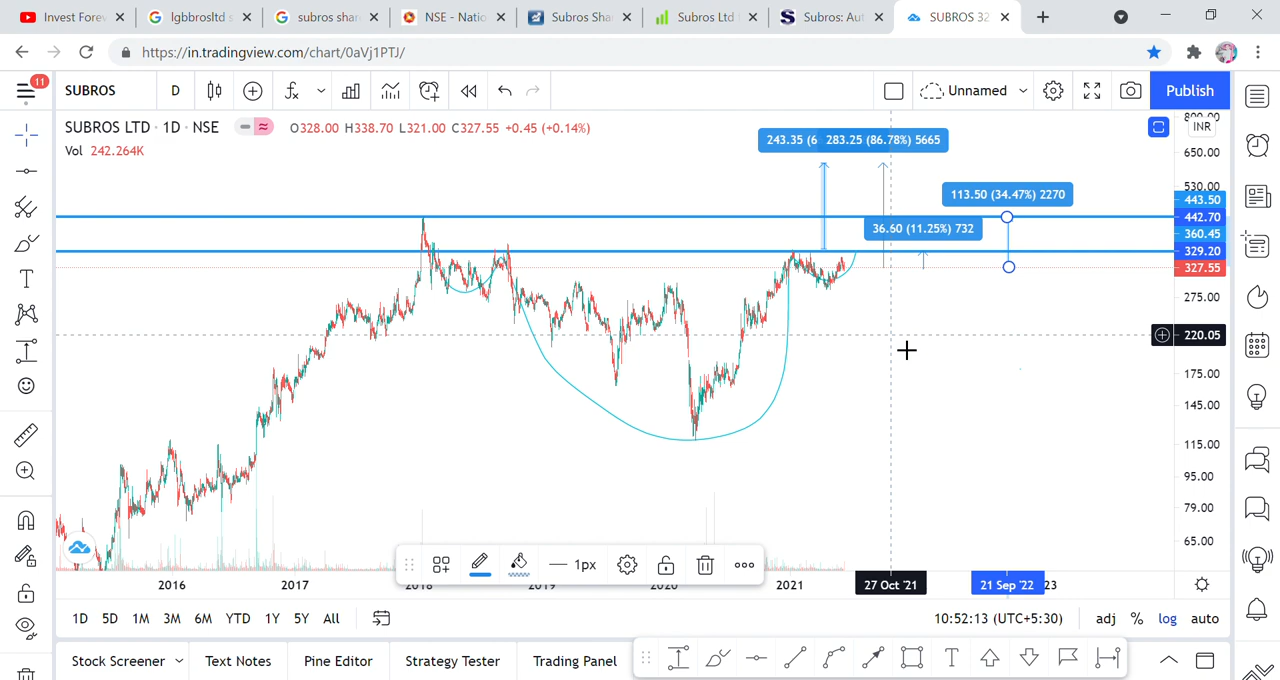 Invest Forex
lgbbrosltd s
subros shar
NSE - Natio
Subros Shar
Subros Ltd
Subros: Aut
SUBROS 32
https://in.tradingview.com/chart/0aVj1PTJ/
11
SUBROS
D
Unnamed
Publish
SUBROS LTD · 1D · NSE
O328.00 H338.70 L321.00 C327.55 +0.45 (+0.14%)
Vol 242.264K
INR
800.00
650.00
530.00
443.50
442.70
360.45
329.20
327.55
275.00
220.05
175.00
145.00
115.00
95.00
79.00
65.00
243.35 (6
283.25 (86.78%) 5665
113.50 (34.47%) 2270
36.60 (11.25%) 732
1px
2016
2017
2018
2019
2020
2021
27 Oct '21
21 Sep '22
23
1D 5D 1M 3M 6M YTD 1Y 5Y All
10:52:13 (UTC+5:30)
adj % log auto
Stock Screener
Text Notes
Pine Editor
Strategy Tester
Trading Panel